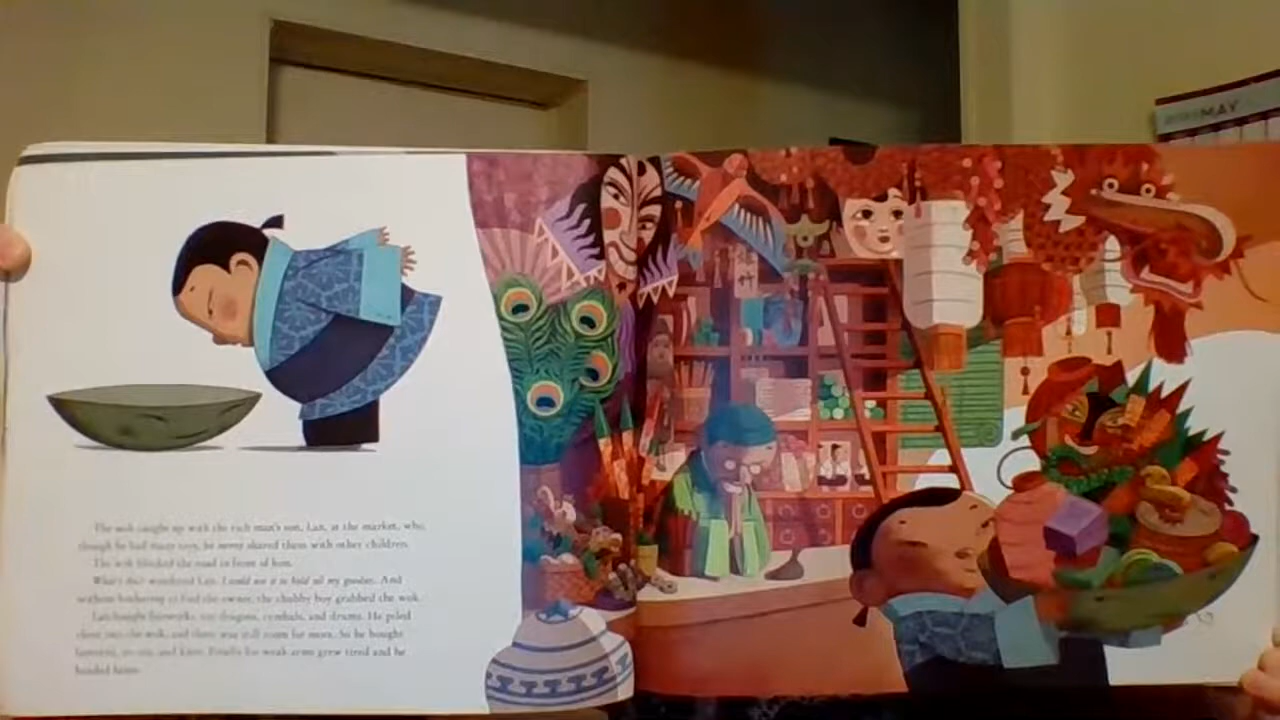 The wok caught up with the rich man's son, Lan, at the market, who,
though he had many toys, he never shared them with other children.
The wok blocked the road in front of him.
What's this? wondered Lan. I could use it to hold all my goodies. And
without bothering to find the owner, the chubby boy grabbed the wok.
Lan bought fireworks, toy dragons, cymbals, and drums. He piled
them into the wok, and there was still room for more. So he bought
lanterns, and kites. Finally his weak arms grew tired and he
headed home.
MAY